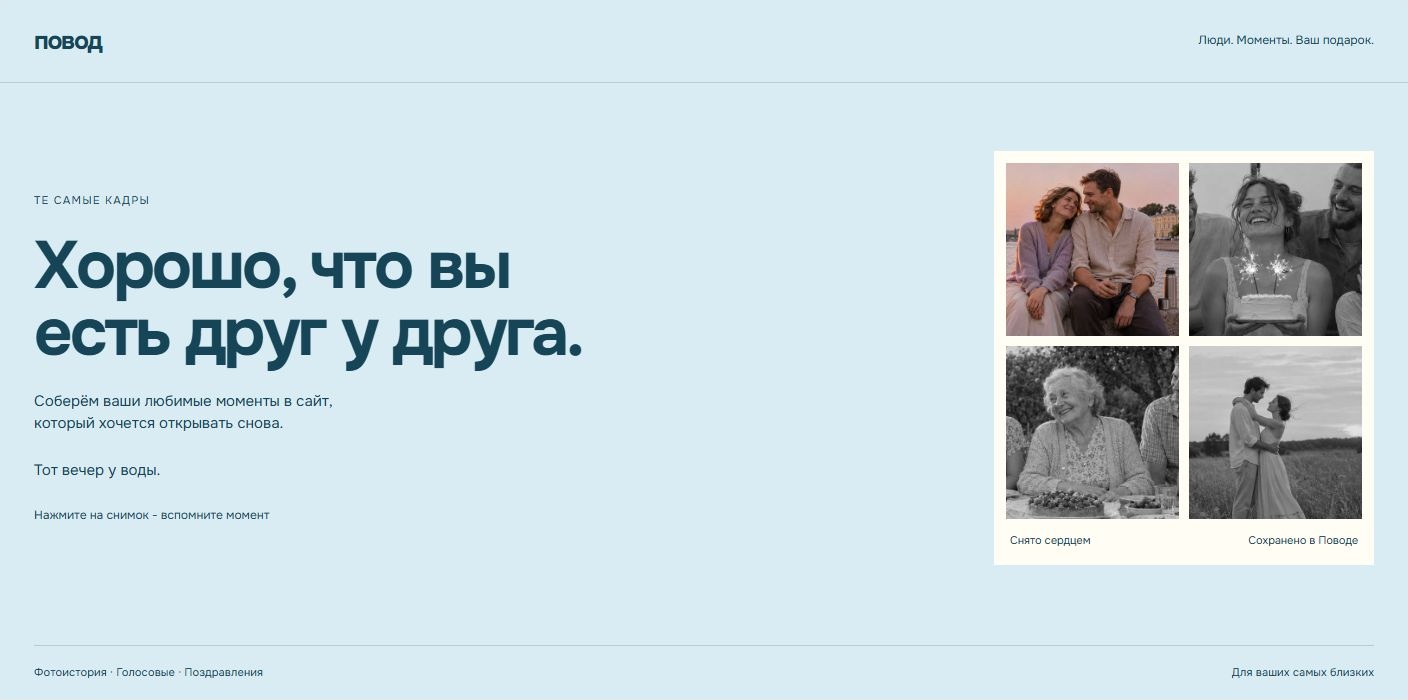 повод
Люди. Моменты. Ваш подарок.
ТЕ САМЫЕ КАДРЫ
Хорошо, что вы
есть друг у друга.
Соберём ваши любимые моменты в сайт,
который хочется открывать снова.
Тот вечер у воды.
Нажмите на снимок - вспомните момент
Снято сердцем
Сохранено в Поводе
Фотоистория · Голосовые · Поздравления
Для ваших самых близких